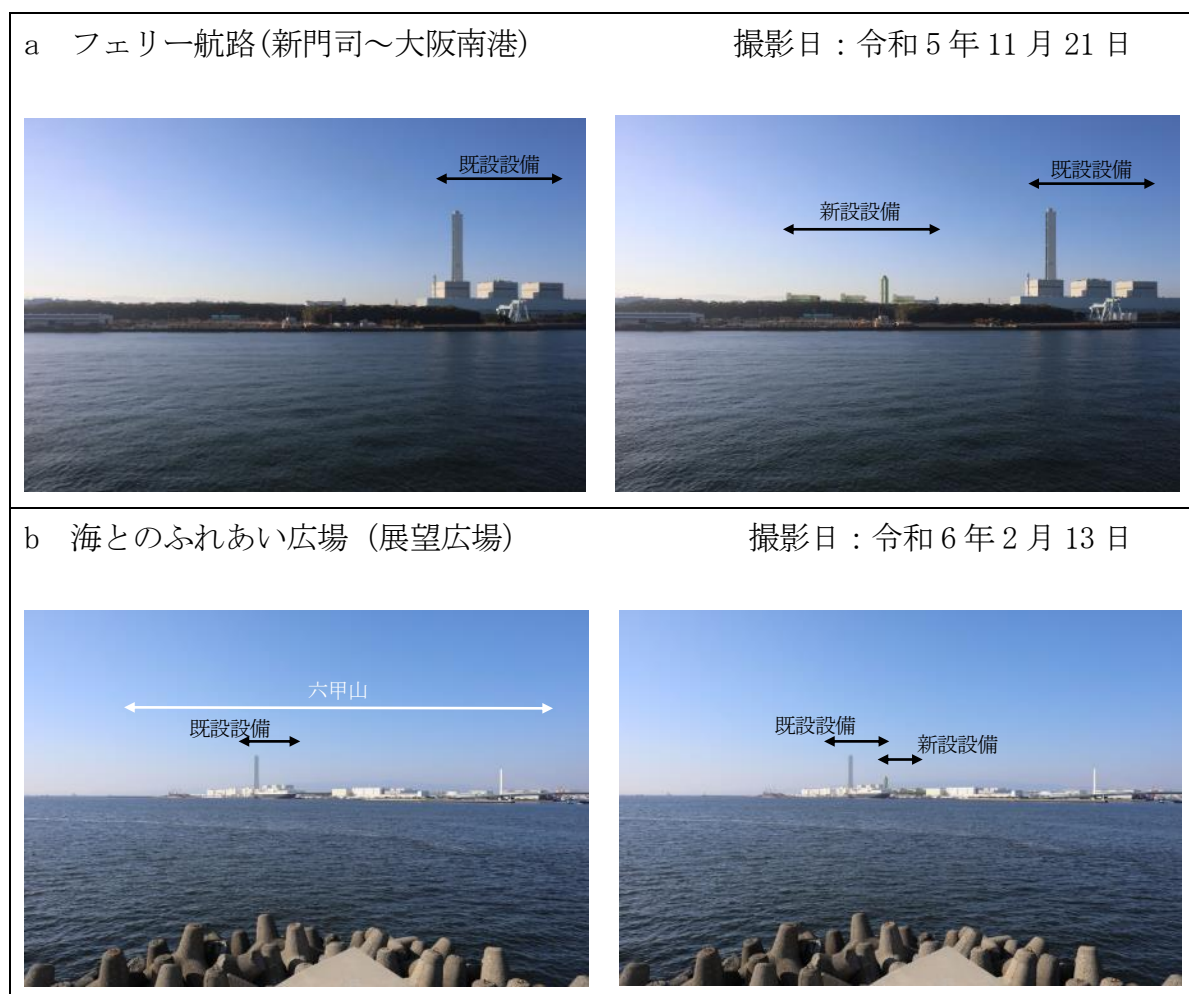 a フェリー航路(新門司～大阪南港) 撮影日：令和5年11月21日
既設設備
既設設備
新設設備
b 海とのふれあい広場（展望広場） 撮影日：令和6年2月13日
六甲山
既設設備
既設設備
新設設備